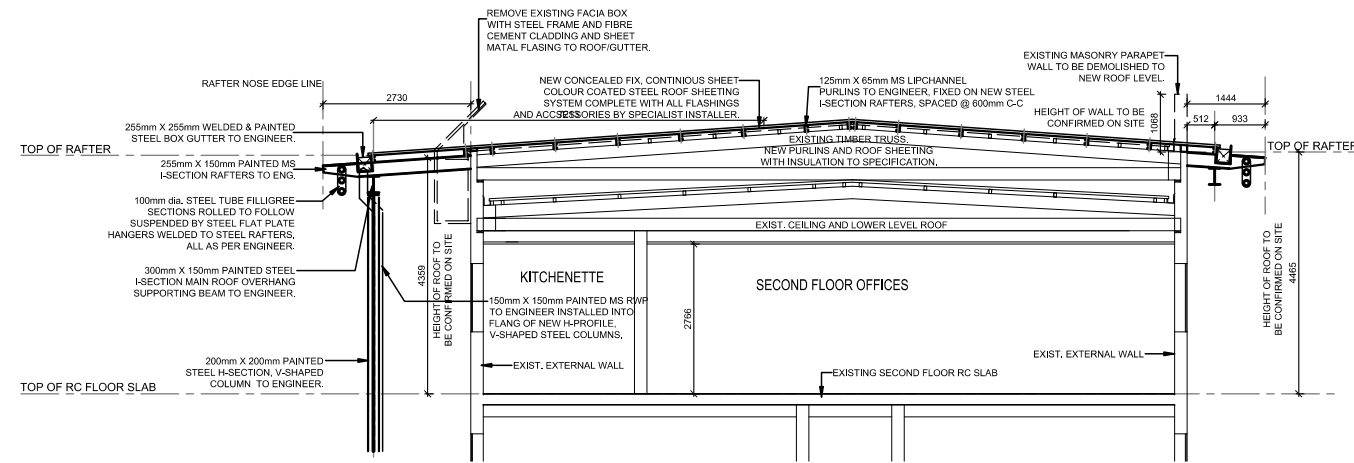 REMOVE EXISTING FACIA BOX
WITH STEEL FRAME AND FIBRE
CEMENT CLADDING AND SHEET
MATAL FLASING TO ROOF/GUTTER.
EXISTING MASONRY PARAPET
WALL TO BE DEMOLISHED TO
NEW ROOF LEVEL.
RAFTER NOSE EDGE LINE
2730
NEW CONCEALED FIX, CONTINIOUS SHEET
COLOUR COATED STEEL ROOF SHEETING
SYSTEM COMPLETE WITH ALL FLASHINGS
AND ACCSESSORIES BY SPECIALIST INSTALLER.
125mm X 65mm MS LIPCHANNEL
PURLINS TO ENGINEER, FIXED ON NEW STEEL
I-SECTION RAFTERS, SPACED @ 600mm C-C
HEIGHT OF WALL TO BE
CONFIRMED ON SITE
1068
1444
512
933
255mm X 255mm WELDED & PAINTED
STEEL BOX GUTTER TO ENGINEER.
TOP OF RAFTER
TOP OF RAFTER
EXISTING TIMBER TRUSS.
NEW PURLINS AND ROOF SHEETING
WITH INSULATION TO SPECIFICATION.
255mm X 150mm PAINTED MS
I-SECTION RAFTERS TO ENG.
100mm dia. STEEL TUBE FILLIGREE
SECTIONS ROLLED TO FOLLOW
SUSPENDED BY STEEL FLAT PLATE
HANGERS WELDED TO STEEL RAFTERS,
ALL AS PER ENGINEER.
EXIST. CEILING AND LOWER LEVEL ROOF
300mm X 150mm PAINTED STEEL
I-SECTION MAIN ROOF OVERHANG
SUPPORTING BEAM TO ENGINEER.
4359
HEIGHT OF ROOF TO
BE CONFIRMED ON SITE
KITCHENETTE
SECOND FLOOR OFFICES
150mm X 150mm PAINTED MS RWP
TO ENGINEER INSTALLED INTO
FLANG OF NEW H-PROFILE,
V-SHAPED STEEL COLUMNS,
2766
HEIGHT OF ROOF TO
BE CONFIRMED ON SITE
4465
200mm X 200mm PAINTED
STEEL H-SECTION, V-SHAPED
COLUMN TO ENGINEER.
EXIST. EXTERNAL WALL
EXIST. EXTERNAL WALL
EXISTING SECOND FLOOR RC SLAB
TOP OF RC FLOOR SLAB